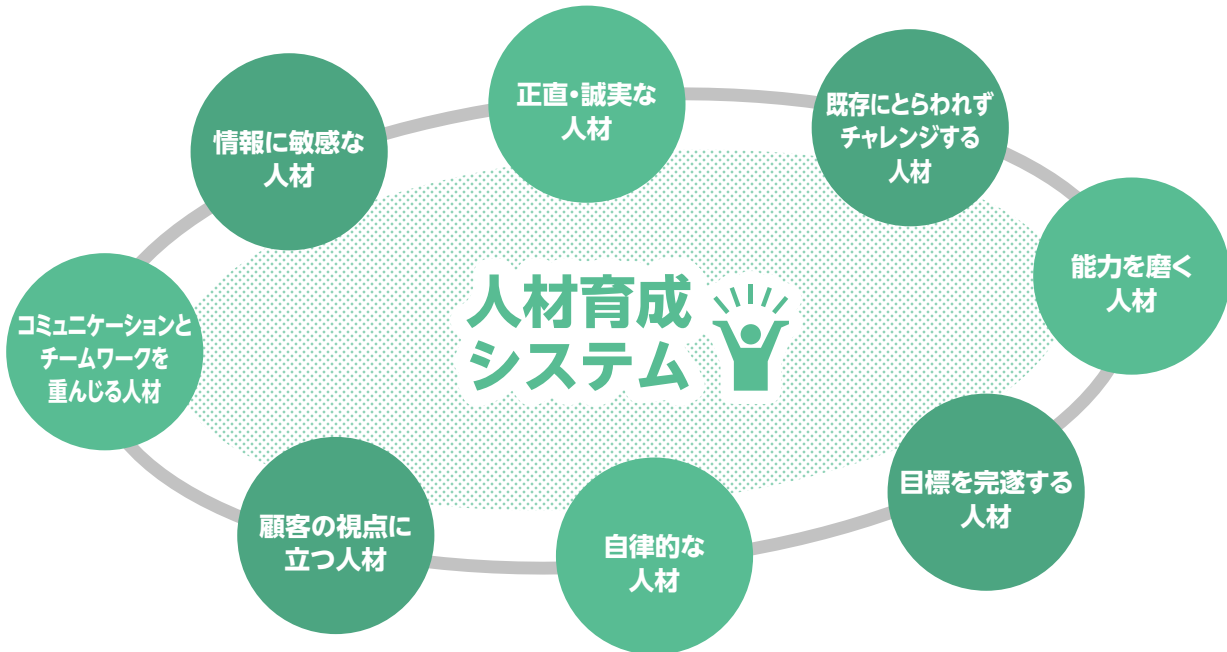 正直・誠実な
人材
既存にとらわれず
チャレンジする
人材
情報に敏感な
人材
能力を磨く
人材
人材育成
システム
コミュニケーションと
チームワークを
重んじる人材
目標を完遂する
人材
顧客の視点に
立つ人材
自律的な
人材